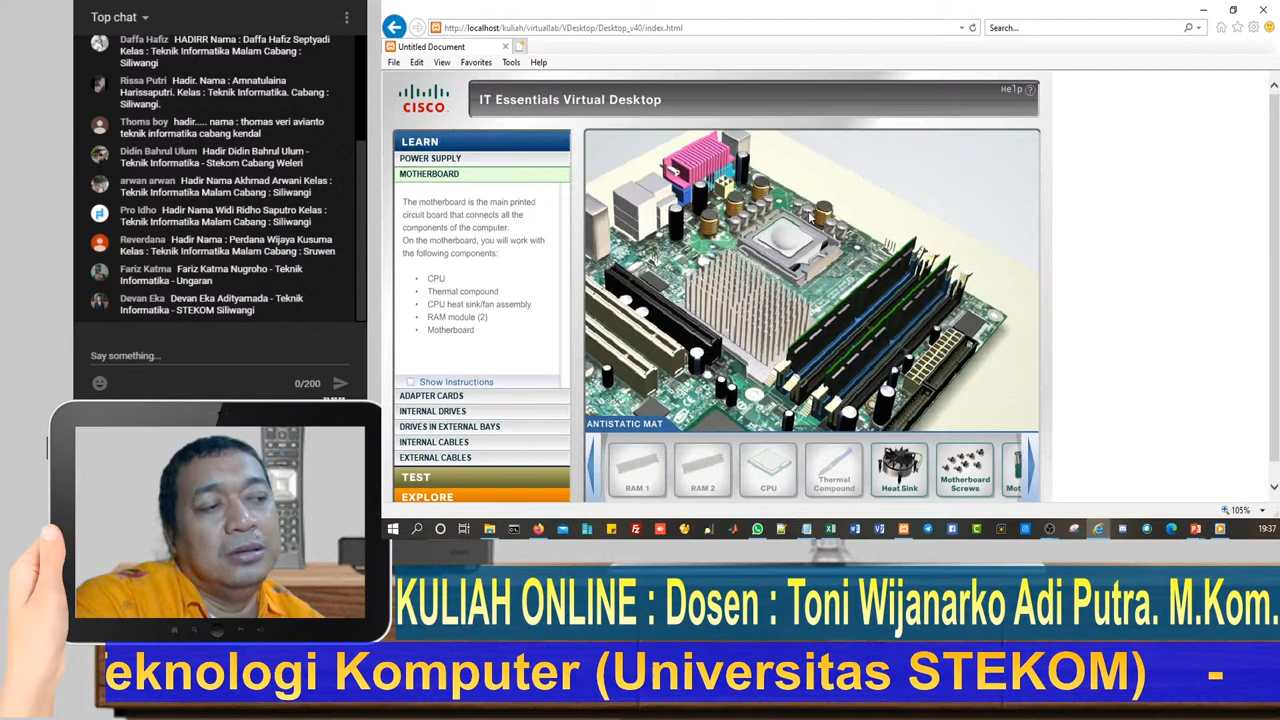 Top chat
Daffa Hafiz HADIRR Nama : Daffa Hafiz Septyadi
Kelas : Teknik Informatika Malam Cabang :
Siliwangi
Rissa Putri Hadir. Nama : Amnatulaina
Harissaputri. Kelas : Teknik Informatika. Cabang :
Siliwangi.
Thoms boy hadir..... nama : thomas veri avianto
teknik informatika cabang kendal
Didin Bahrul Ulum Hadir Didin Bahrul Ulum -
Teknik Informatika - Stekom Cabang Weleri
arwan arwan Hadir Nama Akhmad Arwani Kelas :
Teknik Informatika Malam Cabang : Siliwangi
Pro Idho Hadir Nama Widi Ridho Saputro Kelas :
Teknik Informatika Malam Cabang : Siliwangi
Reverdana Hadir Nama : Perdana Wijaya Kusuma
Kelas : Teknik Informatika Malam Cabang : Sruwen
Fariz Katma Fariz Katma Nugroho - Teknik
Informatika - Ungaran
Devan Eka Devan Eka Adityamada - Teknik
Informatika - STEKOM Siliwangi
Say something...
0/200
http://localhost/kuliah/virtuallab/VDesktop/Desktop_v40/index.html
Search...
Untitled Document
File Edit View Favorites Tools Help
CISCO
IT Essentials Virtual Desktop
Help ?
LEARN
POWER SUPPLY
MOTHERBOARD
The motherboard is the main printed
circuit board that connects all the
components of the computer.
On the motherboard, you will work with
the following components:
• CPU
• Thermal compound
• CPU heat sink/fan assembly
• RAM module (2)
• Motherboard
Show Instructions
ADAPTER CARDS
INTERNAL DRIVES
DRIVES IN EXTERNAL BAYS
INTERNAL CABLES
EXTERNAL CABLES
TEST
EXPLORE
ANTISTATIC MAT
RAM 1
RAM 2
CPU
Thermal
Compound
Heat Sink
Motherboard
Screws
105%
19:37
KULIAH ONLINE : Dosen : Toni Wijanarko Adi Putra. M.Kom.
eknologi Komputer (Universitas STEKOM) -